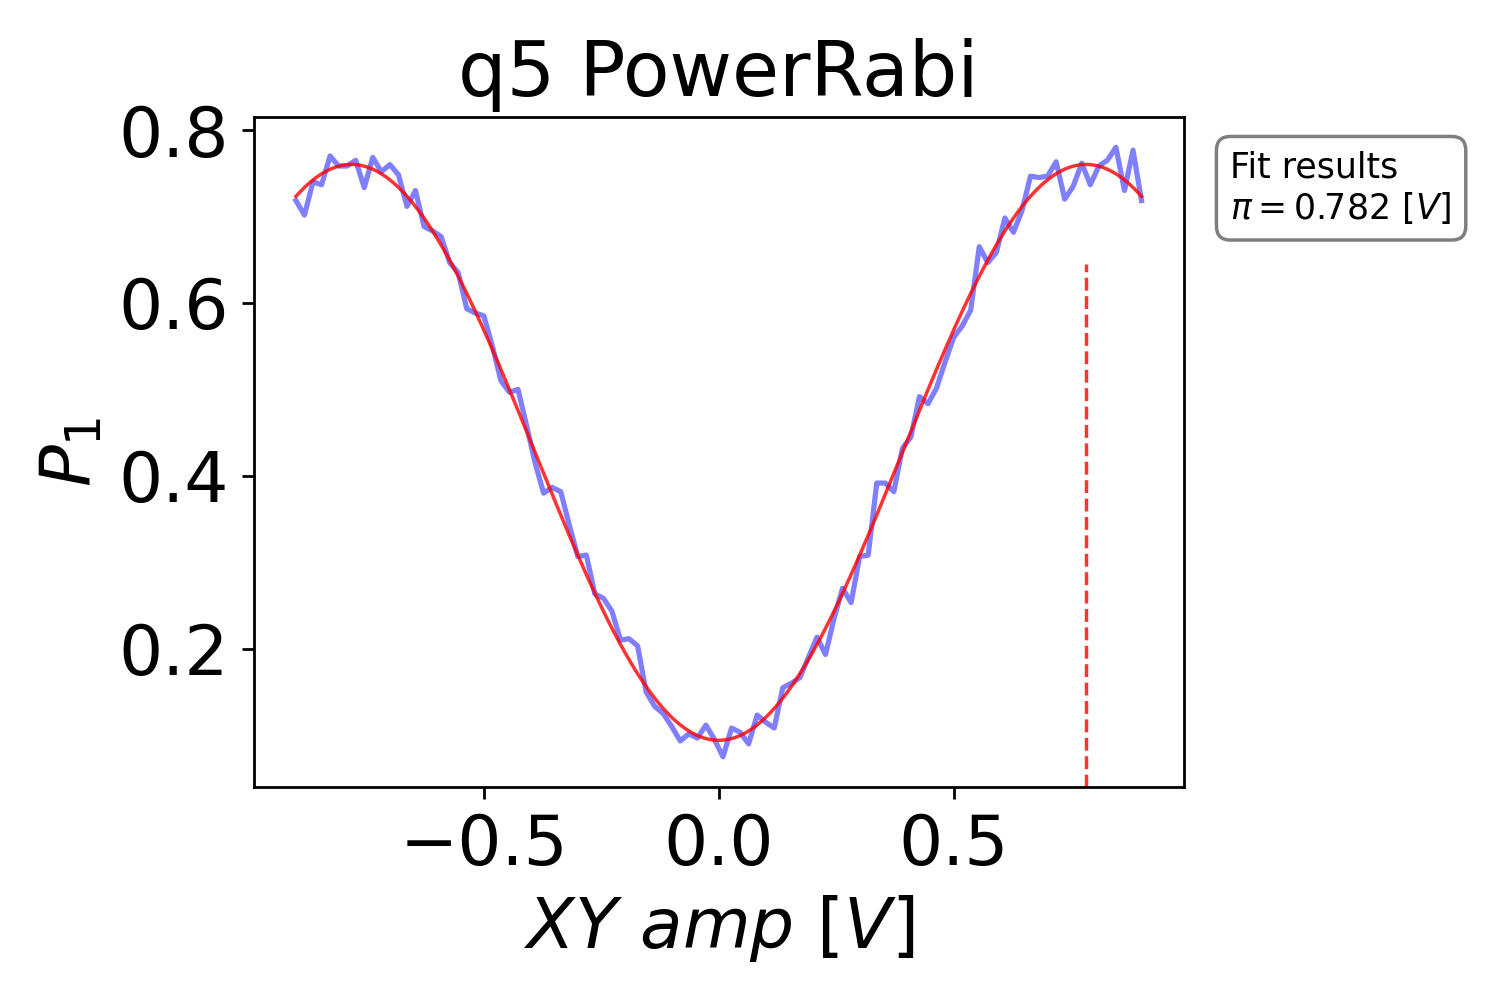 q5 PowerRabi
0.8
0.6
0.4
0.2
P₁
−0.5 0.0 0.5
XY amp [V]
Fit results
π = 0.782 [V]